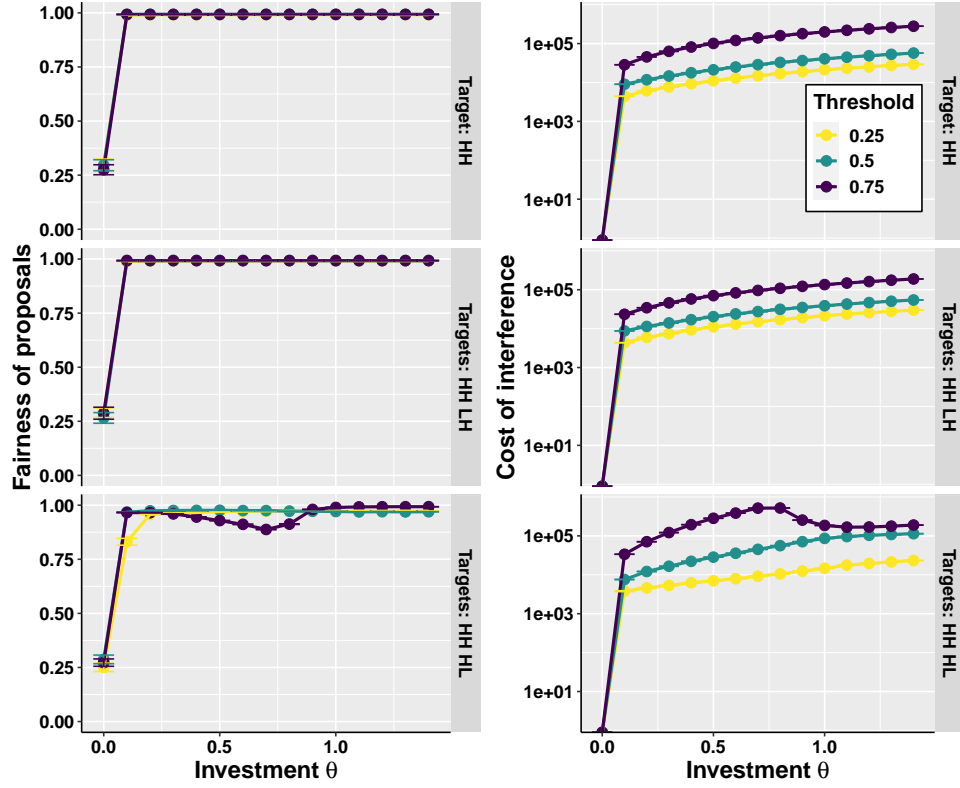 1.00
0.75
0.50
0.25
0.00
Target: HH
1.00
0.75
0.50
0.25
0.00
Targets: HH LH
1.00
0.75
0.50
0.25
0.00
Targets: HH HL
Fairness of proposals
0.0 0.5 1.0
Investment θ
1e+05
1e+03
1e+01
Target: HH
Threshold
0.25
0.5
0.75
1e+05
1e+03
1e+01
Targets: HH LH
1e+05
1e+03
1e+01
Targets: HH HL
Cost of interference
0.0 0.5 1.0
Investment θ